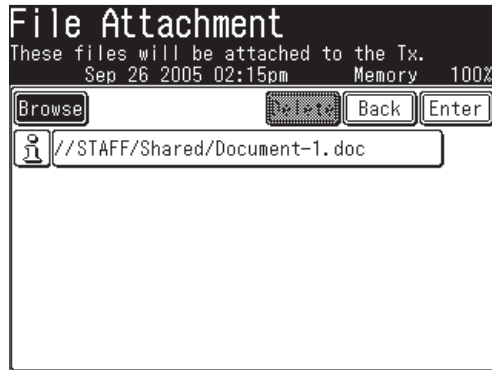 File Attachment
These files will be attached to the Tx.
Sep 26 2005 02:15pm Memory 100%
Browse Delete Back Enter
//STAFF/Shared/Document-1.doc